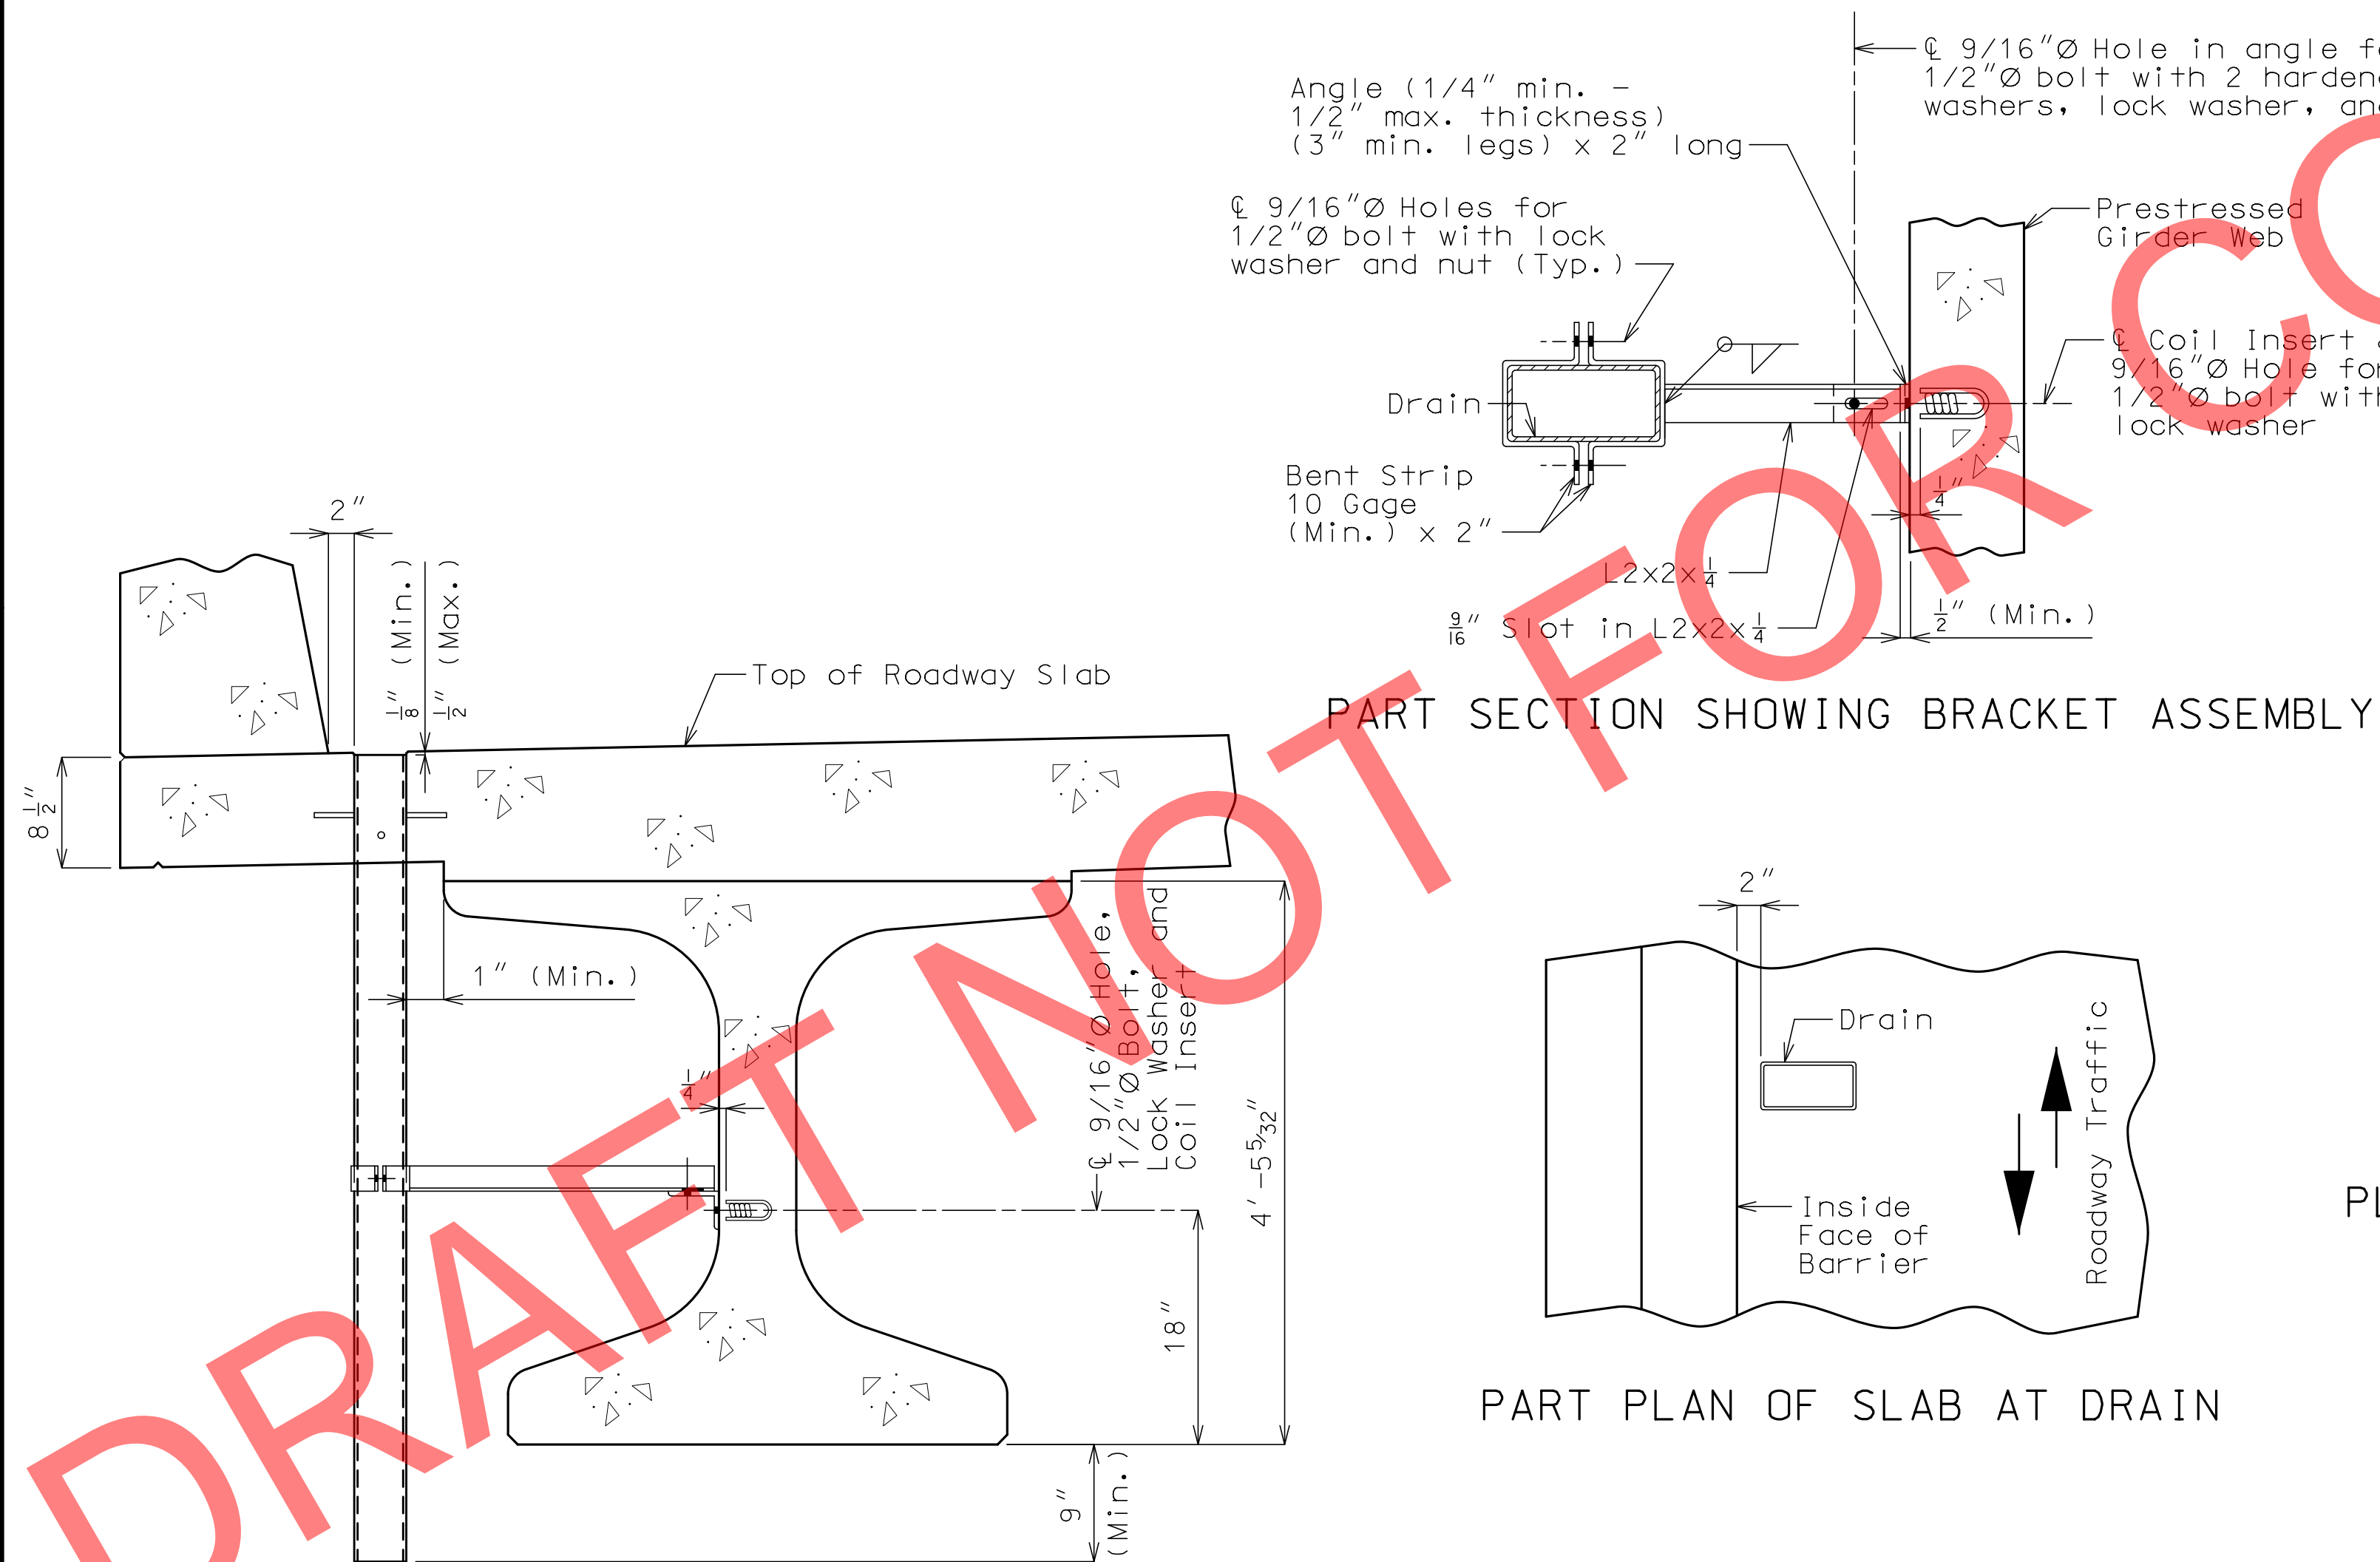 ℄ 9/16"Ø Hole in angle
1/2"Ø bolt with 2
washers, lock washer,
Angle (1/4" min. -
1/2" max. thickness)
(3" min. legs) x 2" long
℄ 9/16"Ø Holes for
1/2"Ø bolt with lock
washer and nut (Typ.)
Prestressed
Girder Web
℄ Coil Insert
9/16"Ø Hole for
1/2"Ø bolt with
lock washer
Drain
Bent Strip
10 Gage
(Min.) x 2"
L2x2x1/4
9/16" Slot in L2x2x1/4
1/4"
1/2" (Min.)
PART SECTION SHOWING BRACKET ASSEMBLY
2"
1/8" (Min.)
1/2" (Max.)
Top of Roadway Slab
8 1/2"
1" (Min.)
1/4"
℄ 9/16"Ø Hole,
1/2"Ø Bolt,
Lock Washer and
Coil Insert
4'-5 5/32"
18"
9"
(Min.)
2"
Drain
Inside
Face of
Barrier
Roadway Traffic
PART PLAN OF SLAB AT DRAIN
DRAFT NOT FOR